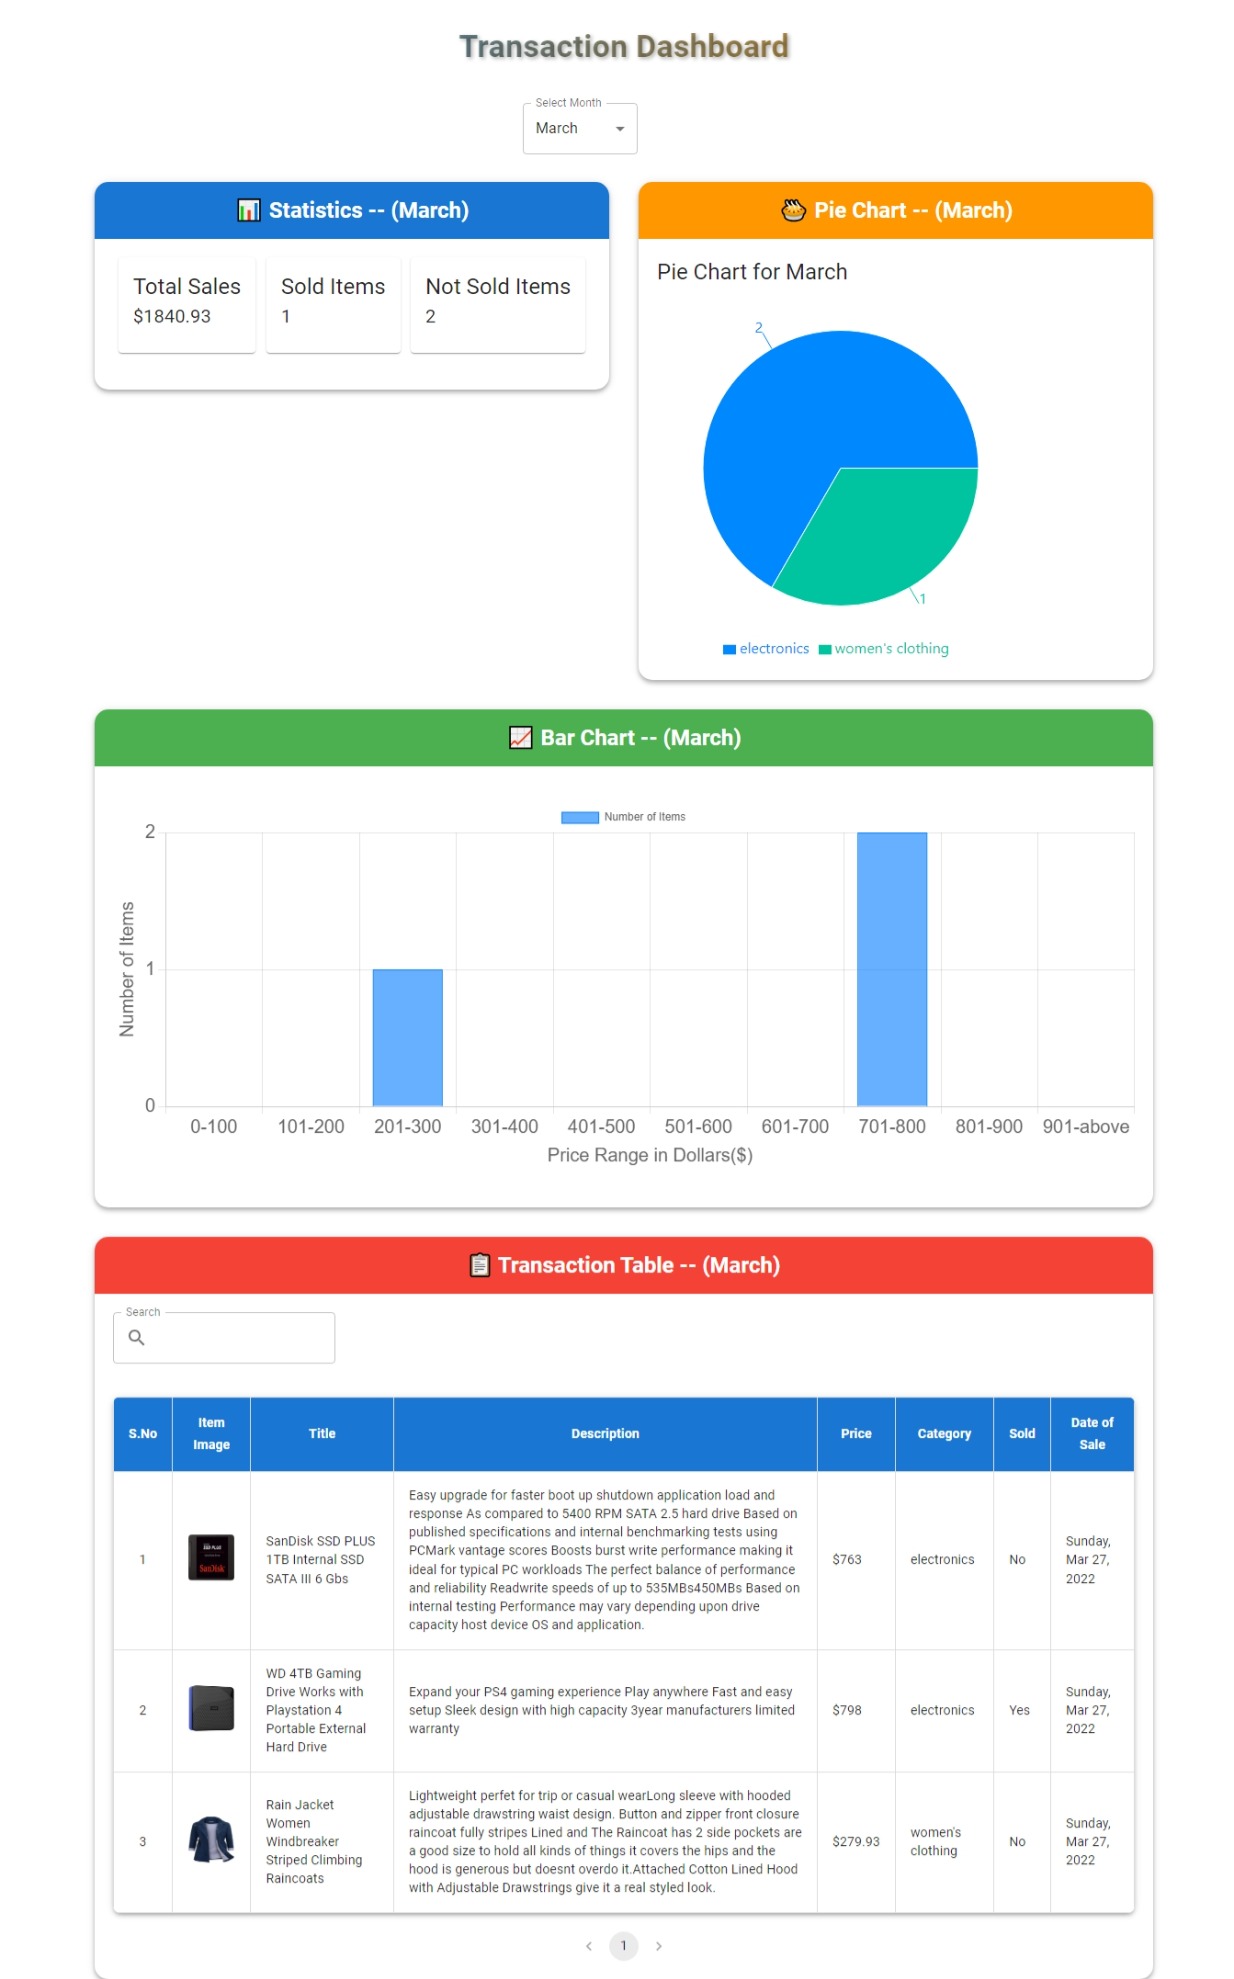 Transaction Dashboard
Select Month
March
Statistics -- (March)
Total Sales
$1840.93
Sold Items
1
Not Sold Items
2
Pie Chart -- (March)
Pie Chart for March
2
1
electronics
women's clothing
Bar Chart -- (March)
Number of Items
2
1
0
Number of Items
0-100
101-200
201-300
301-400
401-500
501-600
601-700
701-800
801-900
901-above
Price Range in Dollars($)
Transaction Table -- (March)
Search
S.No
Item
Image
Title
Description
Price
Category
Sold
Date of
Sale
1
SSD PLUS
SanDisk
SanDisk SSD PLUS
1TB Internal SSD
SATA III 6 Gbs
Easy upgrade for faster boot up shutdown application load and
response As compared to 5400 RPM SATA 2.5 hard drive Based on
published specifications and internal benchmarking tests using
PCMark vantage scores Boosts burst write performance making it
ideal for typical PC workloads The perfect balance of performance
and reliability Readwrite speeds of up to 535MBs450MBs Based on
internal testing Performance may vary depending upon drive
capacity host device OS and application.
$763
electronics
No
Sunday,
Mar 27,
2022
2
WD 4TB Gaming
Drive Works with
Playstation 4
Portable External
Hard Drive
Expand your PS4 gaming experience Play anywhere Fast and easy
setup Sleek design with high capacity 3year manufacturers limited
warranty
$798
electronics
Yes
Sunday,
Mar 27,
2022
3
Rain Jacket
Women
Windbreaker
Striped Climbing
Raincoats
Lightweight perfet for trip or casual wearLong sleeve with hooded
adjustable drawstring waist design. Button and zipper front closure
raincoat fully stripes Lined and The Raincoat has 2 side pockets are
a good size to hold all kinds of things it covers the hips and the
hood is generous but doesnt overdo it.Attached Cotton Lined Hood
with Adjustable Drawstrings give it a real styled look.
$279.93
women's
clothing
No
Sunday,
Mar 27,
2022
1